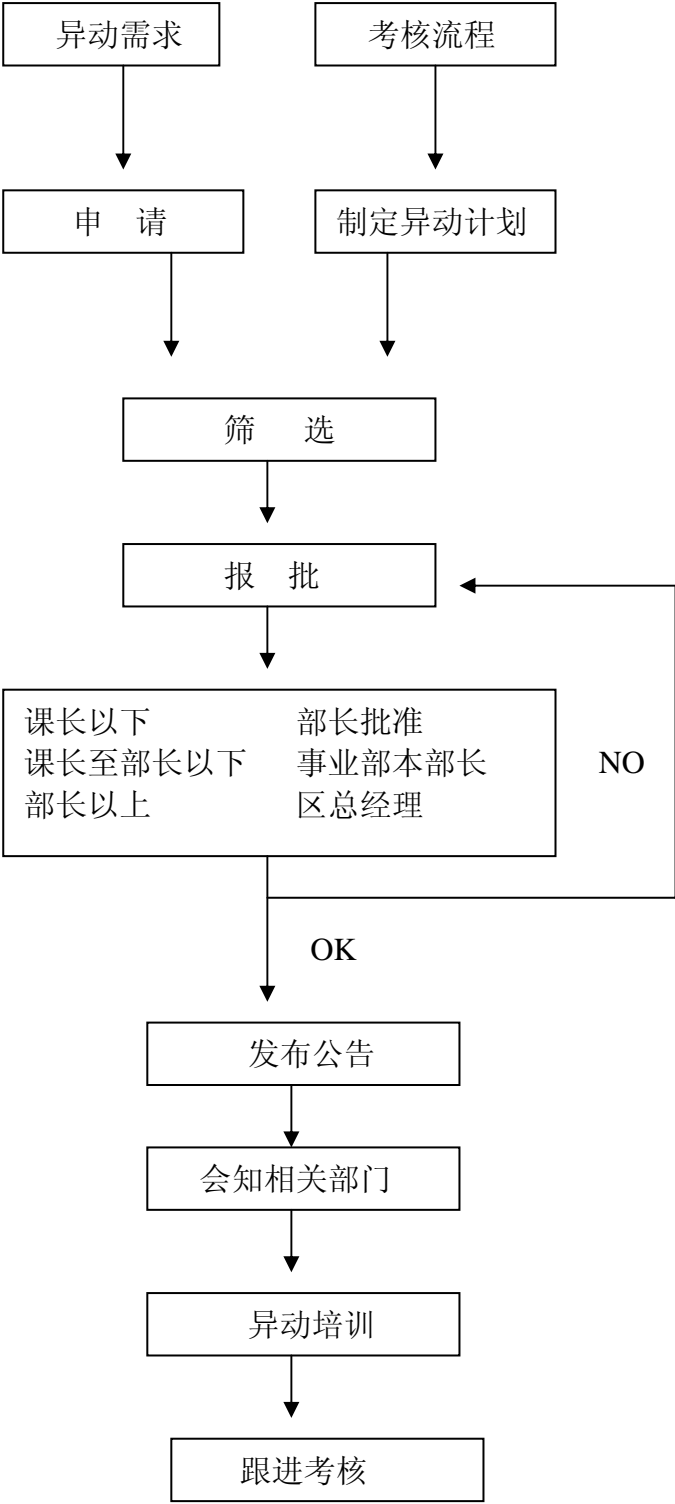 异动需求
考核流程
申 请
制定异动计划
筛 选
报 批
课长以下 部长批准
课长至部长以下 事业部本部长
部长以上 区总经理
NO
OK
发布公告
会知相关部门
异动培训
跟进考核